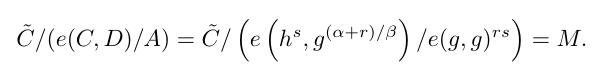 C̃/(e(C, D)/A) = C̃/ (e (h^s, g^{(α+r)/β}) /e(g, g)^{rs}) = M.